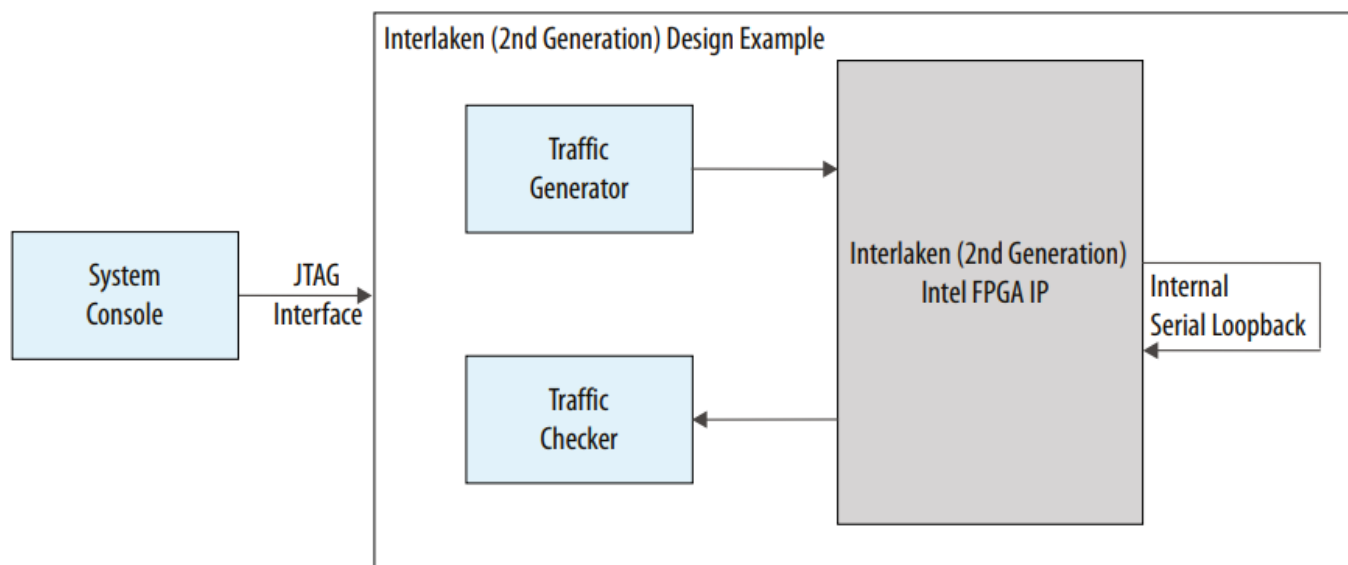 Interlaken (2nd Generation) Design Example
Traffic
Generator
System
Console
JTAG
Interface
Interlaken (2nd Generation)
Intel FPGA IP
Internal
Serial Loopback
Traffic
Checker